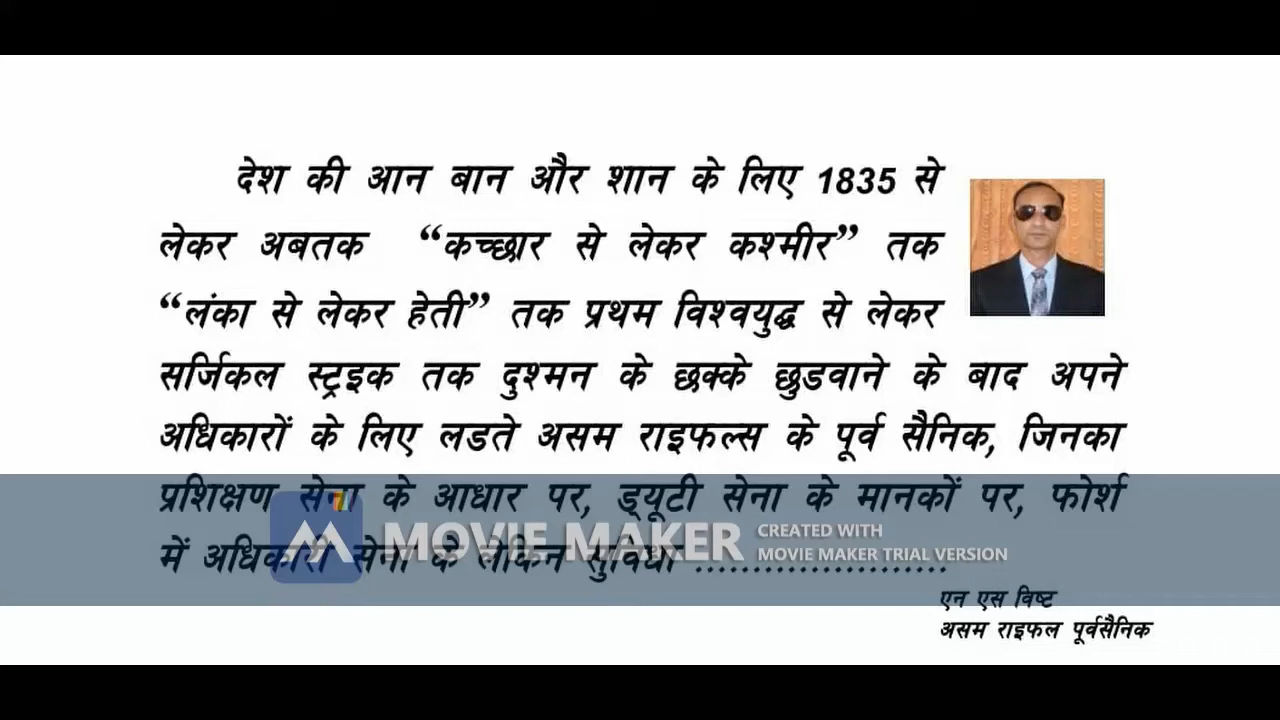 देश की आन बान और शान के लिए 1835 से
लेकर अबतक “कच्छार से लेकर कश्मीर” तक
“लंका से लेकर हेती” तक प्रथम विश्वयुद्ध से लेकर
सर्जिकल स्ट्रइक तक दुश्मन के छक्के छुडवाने के बाद अपने
अधिकारों के लिए लडते असम राइफल्स के पूर्व सैनिक, जिनका
प्रशिक्षण सेना के आधार पर, ड्यूटी सेना के मानकों पर, फोर्श
में अधिकारी सेना के लेकिन सुविधा .......................
MOVIE MAKER
CREATED WITH
MOVIE MAKER TRIAL VERSION
एन एस विष्ट
असम राइफल पूर्वसैनिक